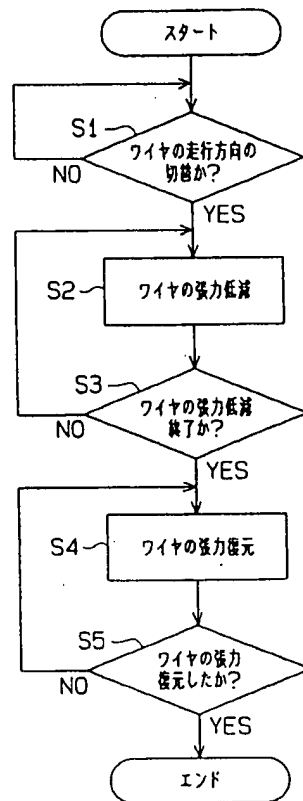 スタート
S1
ワイヤの走行方向の
切替か?
NO
YES
S2
ワイヤの張力低減
S3
ワイヤの張力低減
終了か?
NO
YES
S4
ワイヤの張力復元
S5
ワイヤの張力
復元したか?
NO
YES
エンド